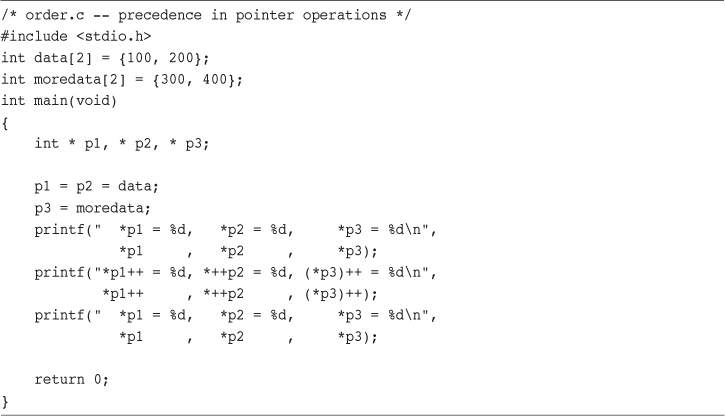 /* order.c -- precedence in pointer operations */
#include <stdio.h>
int data[2] = {100, 200};
int moredata[2] = {300, 400};
int main(void)
{
    int * p1, * p2, * p3;

    p1 = p2 = data;
    p3 = moredata;
    printf("  *p1 = %d,   *p2 = %d,     *p3 = %d\n",
              *p1     ,   *p2     ,     *p3);
    printf("*p1++ = %d, *++p2 = %d, (*p3)++ = %d\n",
            *p1++     , *++p2     , (*p3)++);
    printf("  *p1 = %d,   *p2 = %d,     *p3 = %d\n",
              *p1     ,   *p2     ,     *p3);

    return 0;
}